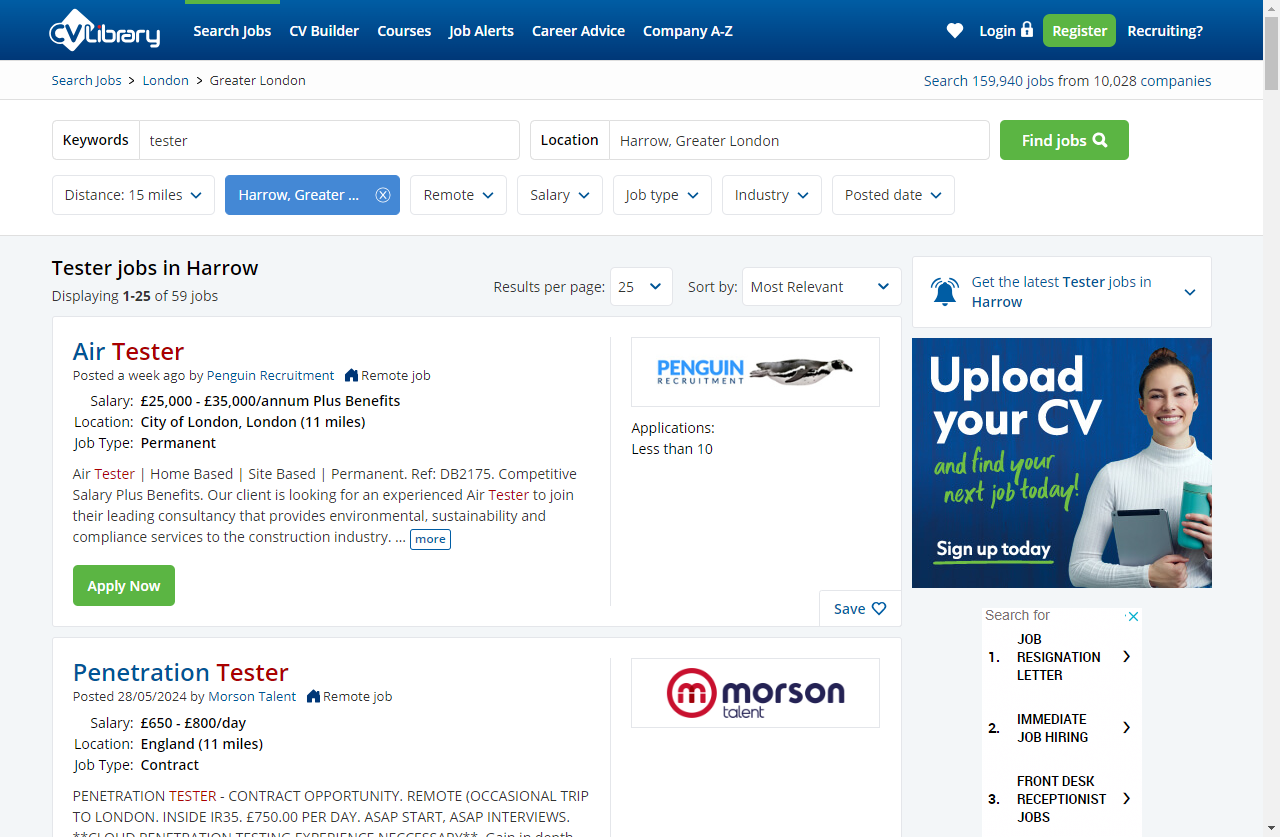 CVLibrary
Search Jobs CV Builder Courses Job Alerts Career Advice Company A-Z
Login Register Recruiting?
Search Jobs > London > Greater London
Search 159,940 jobs from 10,028 companies
Keywords tester
Location Harrow, Greater London
Find jobs
Distance: 15 miles
Harrow, Greater ...
Remote
Salary
Job type
Industry
Posted date
Tester jobs in Harrow
Displaying 1-25 of 59 jobs
Results per page: 25
Sort by: Most Relevant
Air Tester
Posted a week ago by Penguin Recruitment Remote job
Salary: £25,000 - £35,000/annum Plus Benefits
Location: City of London, London (11 miles)
Job Type: Permanent
Air Tester | Home Based | Site Based | Permanent. Ref: DB2175. Competitive
Salary Plus Benefits. Our client is looking for an experienced Air Tester to join
their leading consultancy that provides environmental, sustainability and
compliance services to the construction industry. ... more
Apply Now
PENGUIN
RECRUITMENT
Applications:
Less than 10
Save
Penetration Tester
Posted 28/05/2024 by Morson Talent Remote job
Salary: £650 - £800/day
Location: England (11 miles)
Job Type: Contract
PENETRATION TESTER - CONTRACT OPPORTUNITY. REMOTE (OCCASIONAL TRIP
TO LONDON. INSIDE IR35. £750.00 PER DAY. ASAP START, ASAP INTERVIEWS.
**CLOUD PENETRATION TESTING EXPERIENCE NECCESSARY**. Gain in depth
m morson
talent
Get the latest Tester jobs in
Harrow
Upload
your CV
and find your
next job today!
Sign up today
Search for
1. JOB
RESIGNATION
LETTER
2. IMMEDIATE
JOB HIRING
3. FRONT DESK
RECEPTIONIST
JOBS